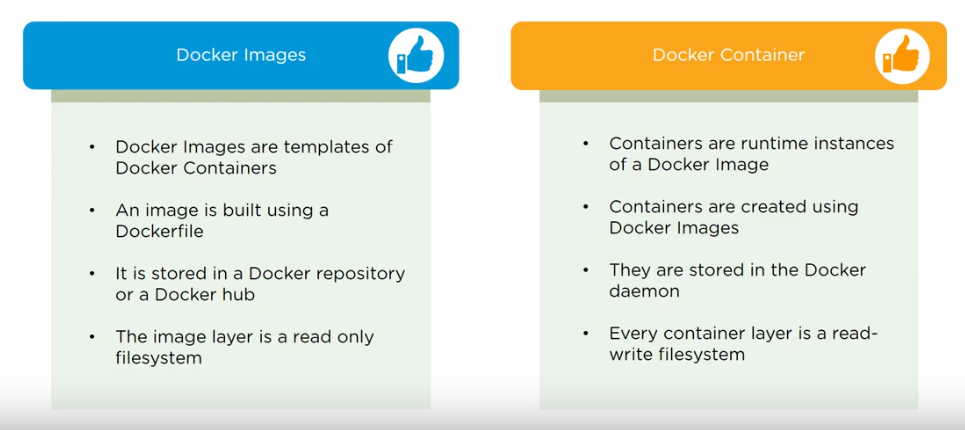 Docker Images
• Docker Images are templates of
Docker Containers
• An image is built using a
Dockerfile
• It is stored in a Docker repository
or a Docker hub
• The image layer is a read only
filesystem
Docker Container
• Containers are runtime instances
of a Docker Image
• Containers are created using
Docker Images
• They are stored in the Docker
daemon
• Every container layer is a read-
write filesystem